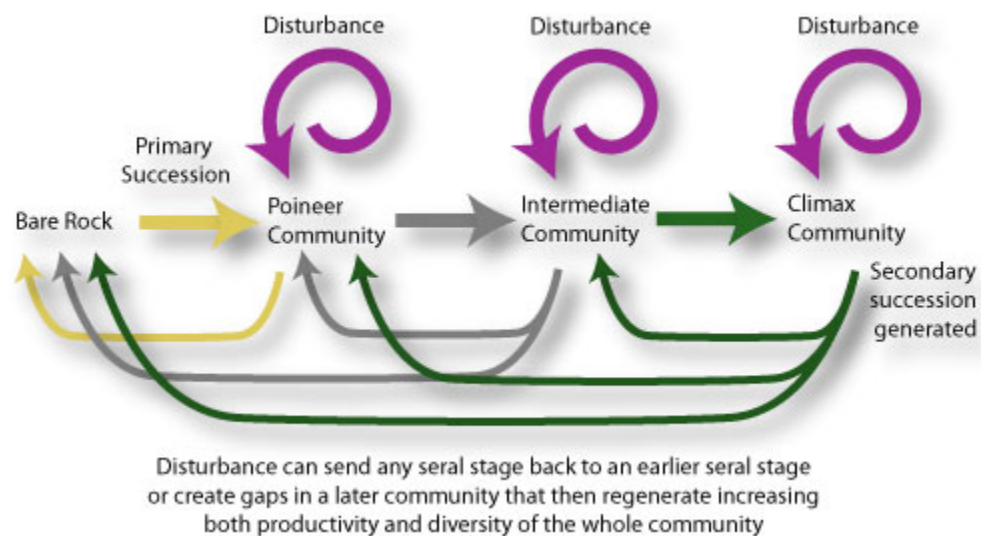 Disturbance
Disturbance
Disturbance
Primary
Succession
Bare Rock
Poineer
Community
Intermediate
Community
Climax
Community
Secondary
succession
generated
Disturbance can send any seral stage back to an earlier seral stage
or create gaps in a later community that then regenerate increasing
both productivity and diversity of the whole community